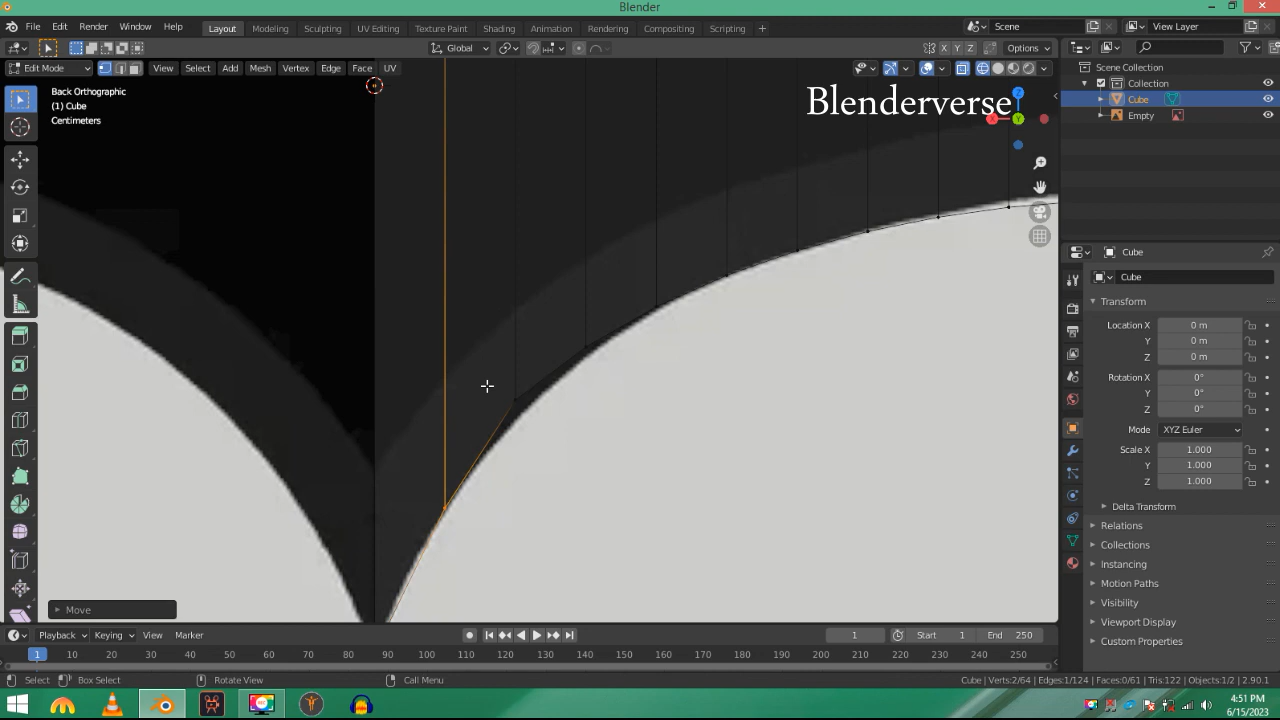 Blender
File Edit Render Window Help Layout Modeling Sculpting UV Editing Texture Paint Shading Animation Rendering Compositing Scripting + Scene View Layer
Global Options
Edit Mode View Select Add Mesh Vertex Edge Face UV X Y Z
Back Orthographic
(1) Cube
Centimeters
Blenderverse
Z
X
Y
Scene Collection
Collection
Cube
Empty
Cube
Cube
Transform
Location X 0 m
Y 0 m
Z 0 m
Rotation X 0°
Y 0°
Z 0°
Mode XYZ Euler
Scale X 1.000
Y 1.000
Z 1.000
Delta Transform
Relations
Collections
Instancing
Motion Paths
Visibility
Viewport Display
Custom Properties
Move
Playback Keying View Marker 1 Start 1 End 250
1 10 20 30 40 50 60 70 80 90 100 110 120 130 140 150 160 170 180 190 200 210 220 230 240 250
Select Box Select Rotate View Call Menu Cube | Verts:2/64 | Edges:1/124 | Faces:0/61 | Tris:122 | Objects:1/2 | 2.90.1
4:51 PM
6/15/2023